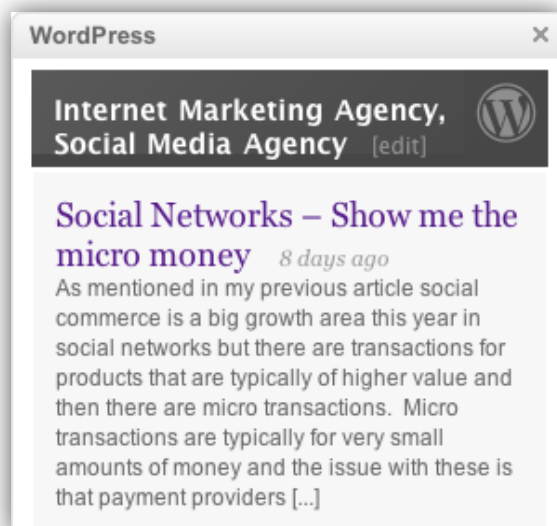 WordPress ×
Internet Marketing Agency,
Social Media Agency [edit]
Social Networks – Show me the
micro money 8 days ago
As mentioned in my previous article social
commerce is a big growth area this year in
social networks but there are transactions for
products that are typically of higher value and
then there are micro transactions.  Micro
transactions are typically for very small
amounts of money and the issue with these is
that payment providers [...]